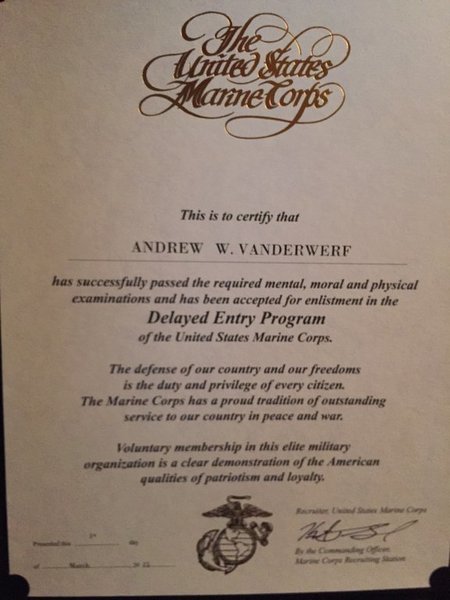 The
United States
Marine Corps
This is to certify that
ANDREW W. VANDERWERF
has successfully passed the required mental, moral and physical
examinations and has been accepted for enlistment in the
Delayed Entry Program
of the United States Marine Corps.
The defense of our country and our freedoms
is the duty and privilege of every citizen.
The Marine Corps has a proud tradition of outstanding
service to our country in peace and war.
Voluntary membership in this elite military
organization is a clear demonstration of the American
qualities of patriotism and loyalty.
Recruiter, United States Marine Corps
By the Commanding Officer,
Marine Corps Recruiting Station
Presented this day
of March